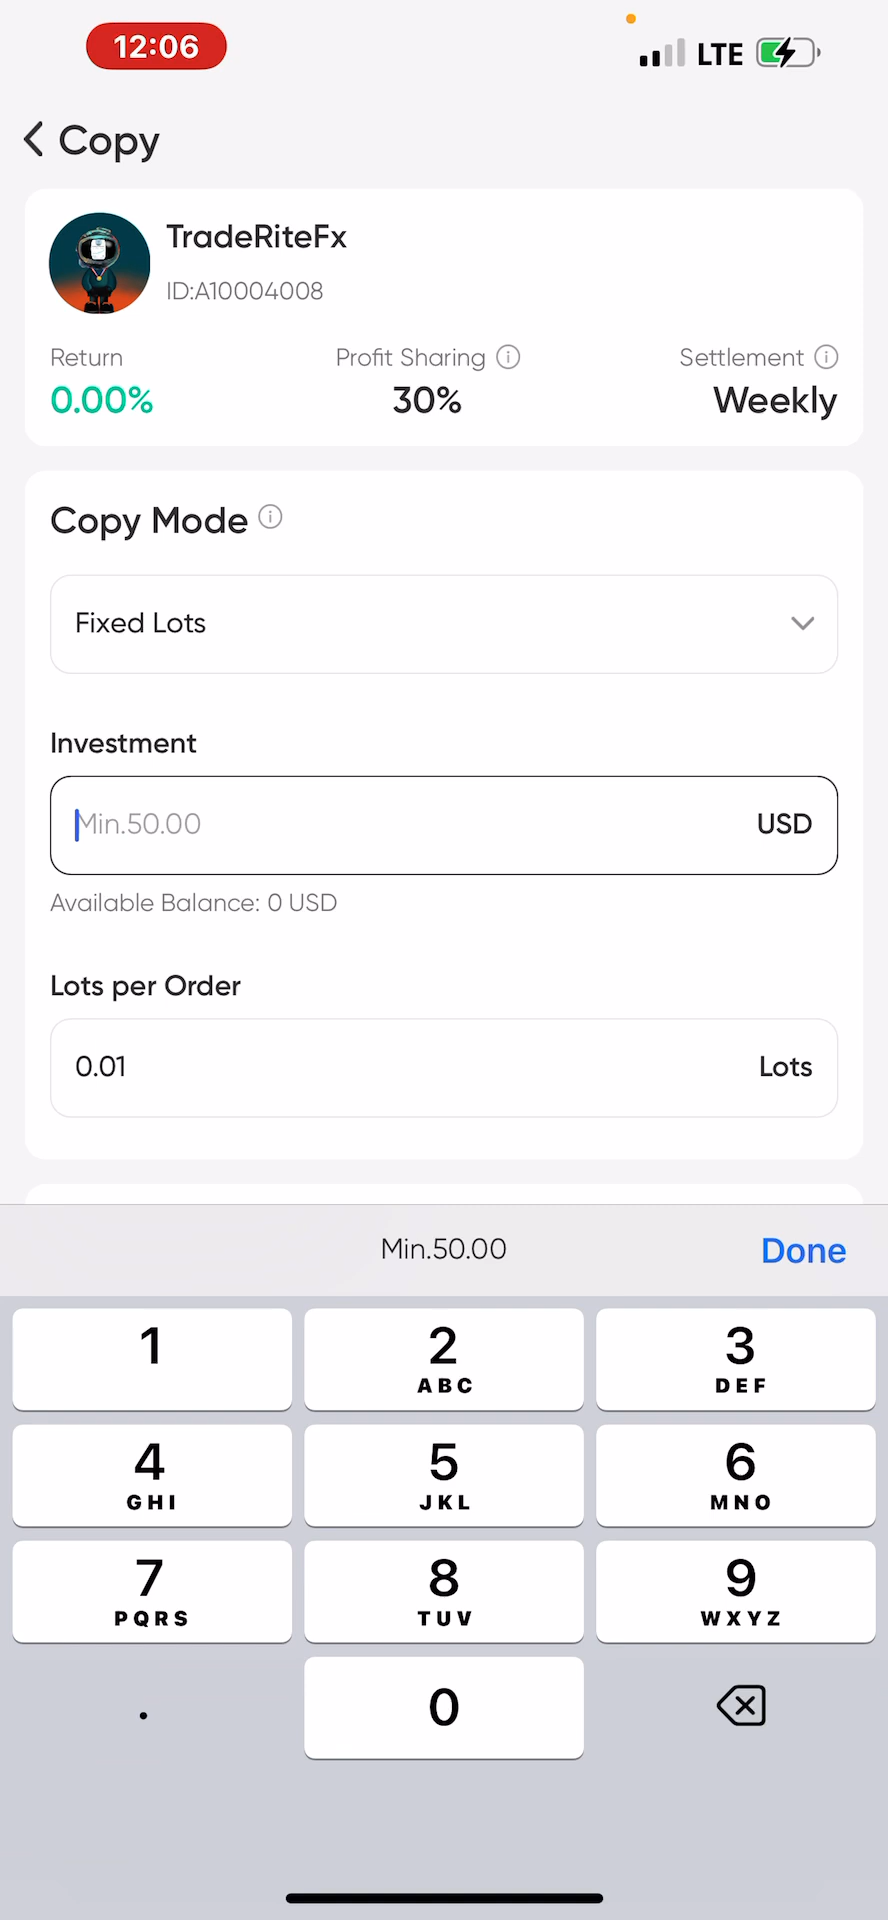 12:06
LTE
Copy
TradeRiteFx
ID:A10004008
Return
Profit Sharing
Settlement
0.00%
30%
Weekly
Copy Mode
Fixed Lots
Investment
Min.50.00
USD
Available Balance: 0 USD
Lots per Order
0.01
Lots
Min.50.00
Done
1
2
ABC
3
DEF
4
GHI
5
JKL
6
MNO
7
PQRS
8
TUV
9
WXYZ
.
0